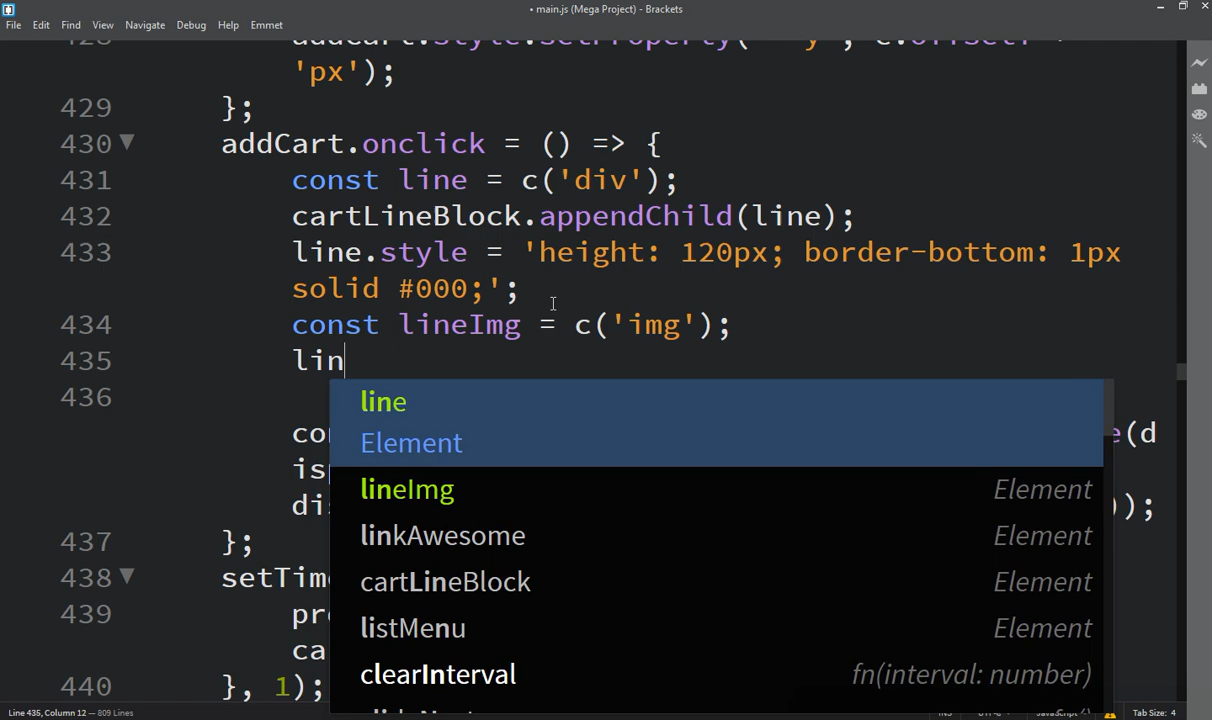 • main.js (Mega Project) - Brackets
File Edit Find View Navigate Debug Help Emmet
'px');
429 };
430 addCart.onclick = () => {
431 const line = c('div');
432 cartLineBlock.appendChild(line);
433 line.style = 'height: 120px; border-bottom: 1px
solid #000;';
434 const lineImg = c('img');
435 lin
436
line
Element
lineImg Element
linkAwesome Element
cartLineBlock Element
listMenu Element
clearInterval fn(interval: number)
437 };
438 setTim
439
440 }, 1);
Line 435, Column 12 — 809 Lines
Tab Size: 4